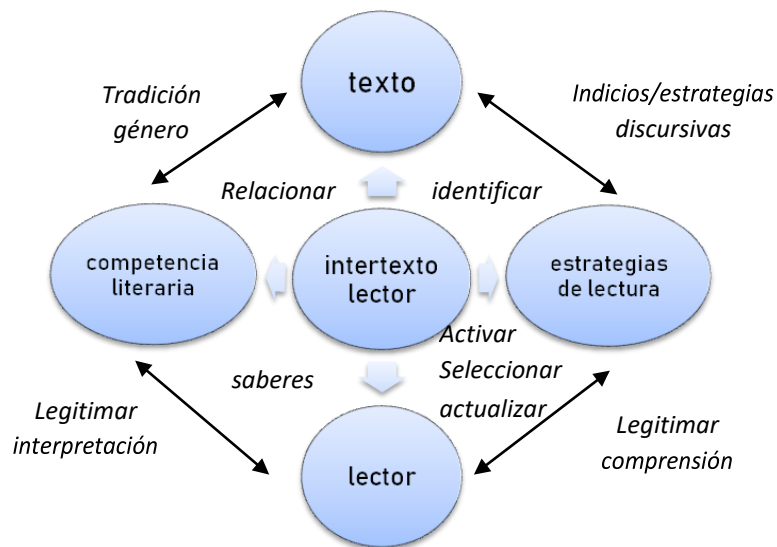 texto
Tradición
género
Indicios/estrategias
discursivas
Relacionar
identificar
competencia
literaria
intertexto
lector
estrategias
de lectura
Activar
Seleccionar
actualizar
saberes
Legitimar
interpretación
lector
Legitimar
comprensión